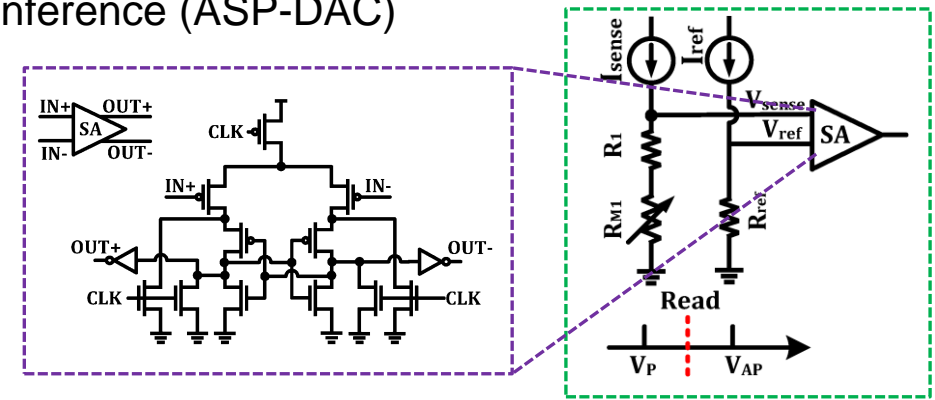 nference (ASP-DAC)
IN+ OUT+
SA
IN- OUT-
CLK
IN+ IN-
OUT+ OUT-
CLK CLK
Isense Iref
Vsense
Vref
SA
R1
RM1 Rref
Read
VP VAP